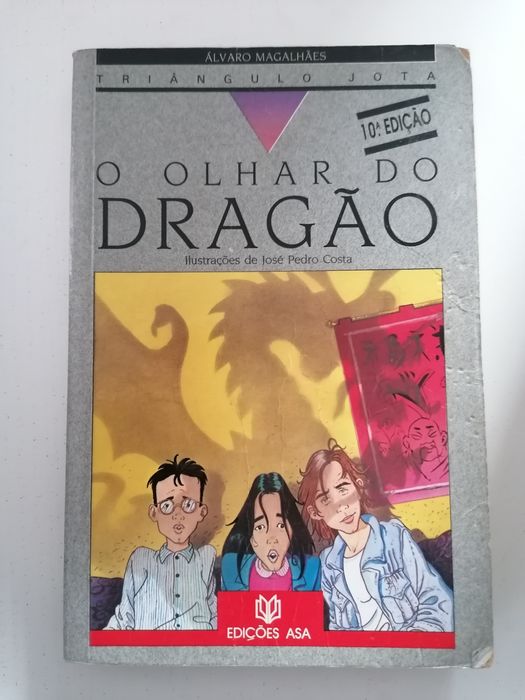 ÁLVARO MAGALHÃES
TRIÂNGULO JOTA
10ª. EDIÇÃO
O OLHAR DO
DRAGÃO
Ilustrações de José Pedro Costa
EDIÇÕES ASA